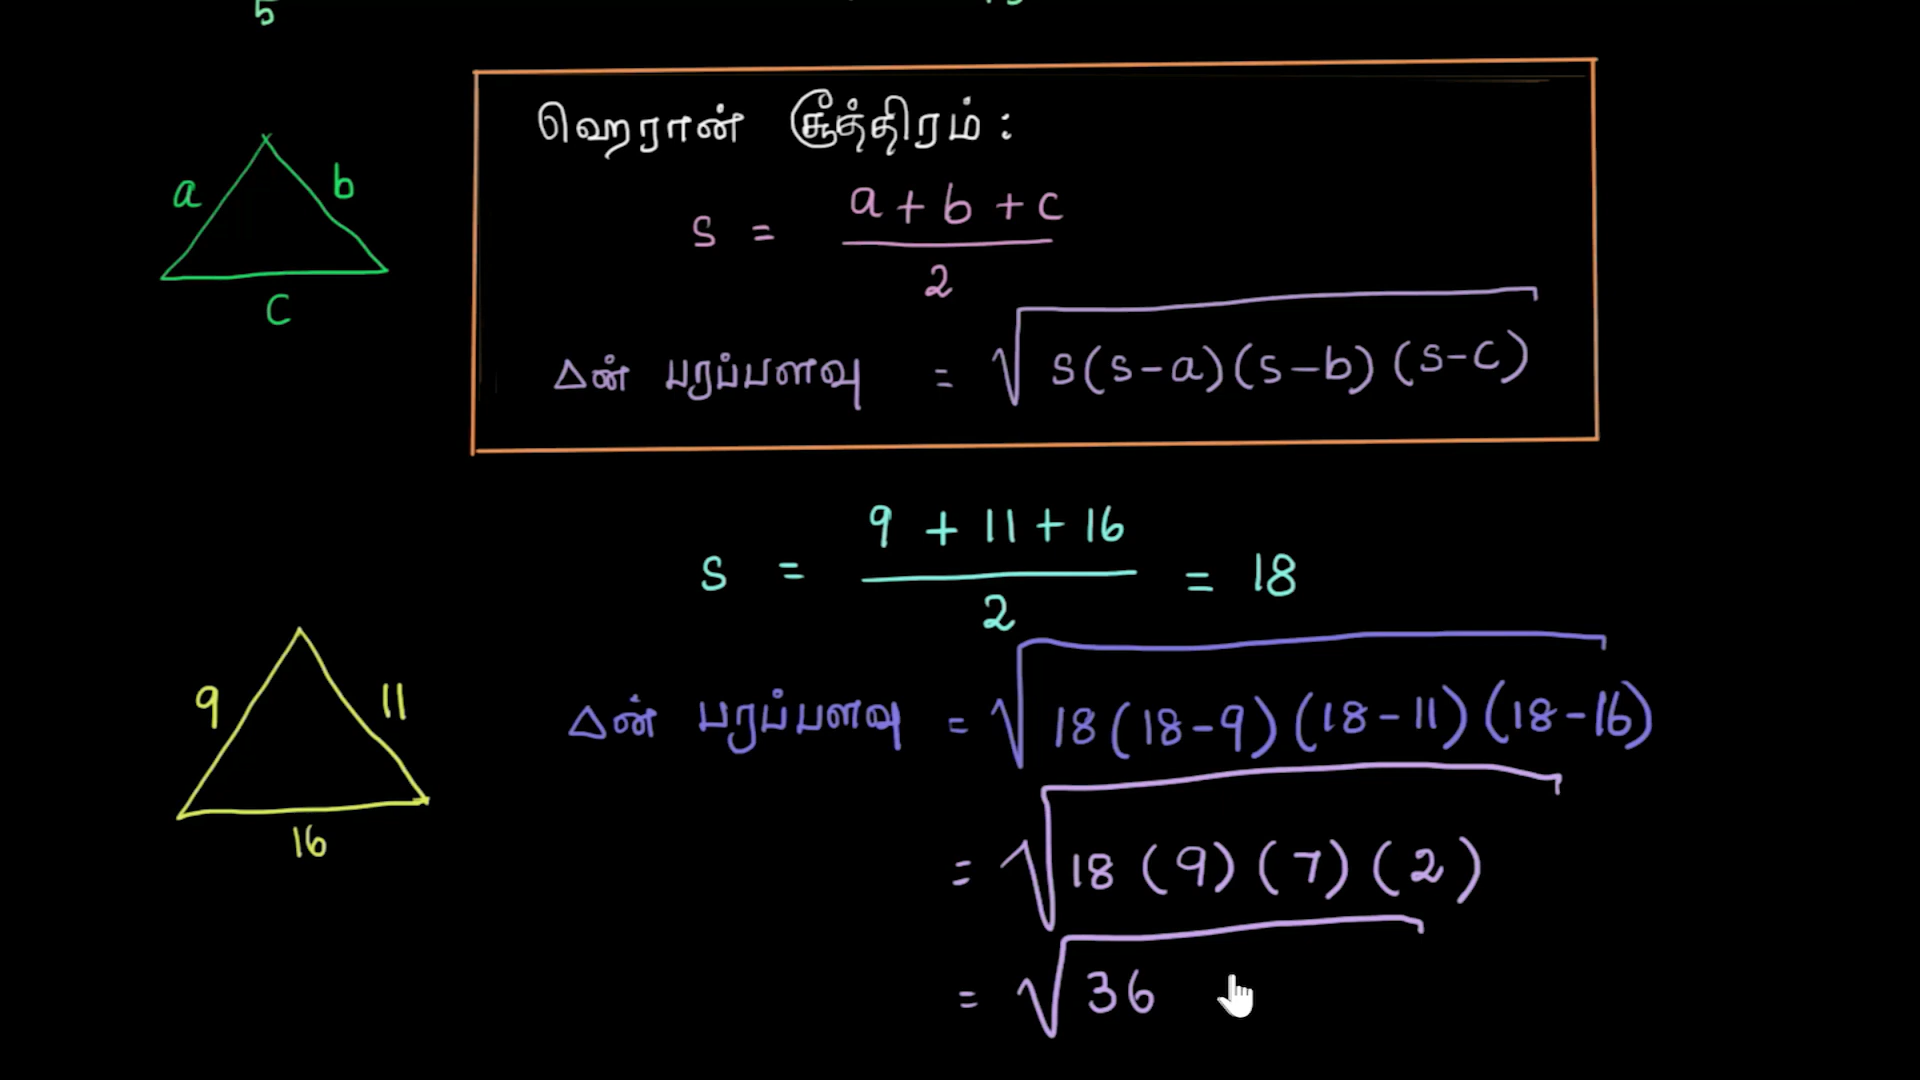 5
a
b
c
ஹெரான் சூத்திரம் :
s = a + b + c / 2
Δன் பரப்பளவு = √s(s-a)(s-b)(s-c)
s = 9 + 11 + 16 / 2 = 18
9
11
16
Δன் பரப்பளவு = √18(18-9)(18-11)(18-16)
= √18(9)(7)(2)
= √36